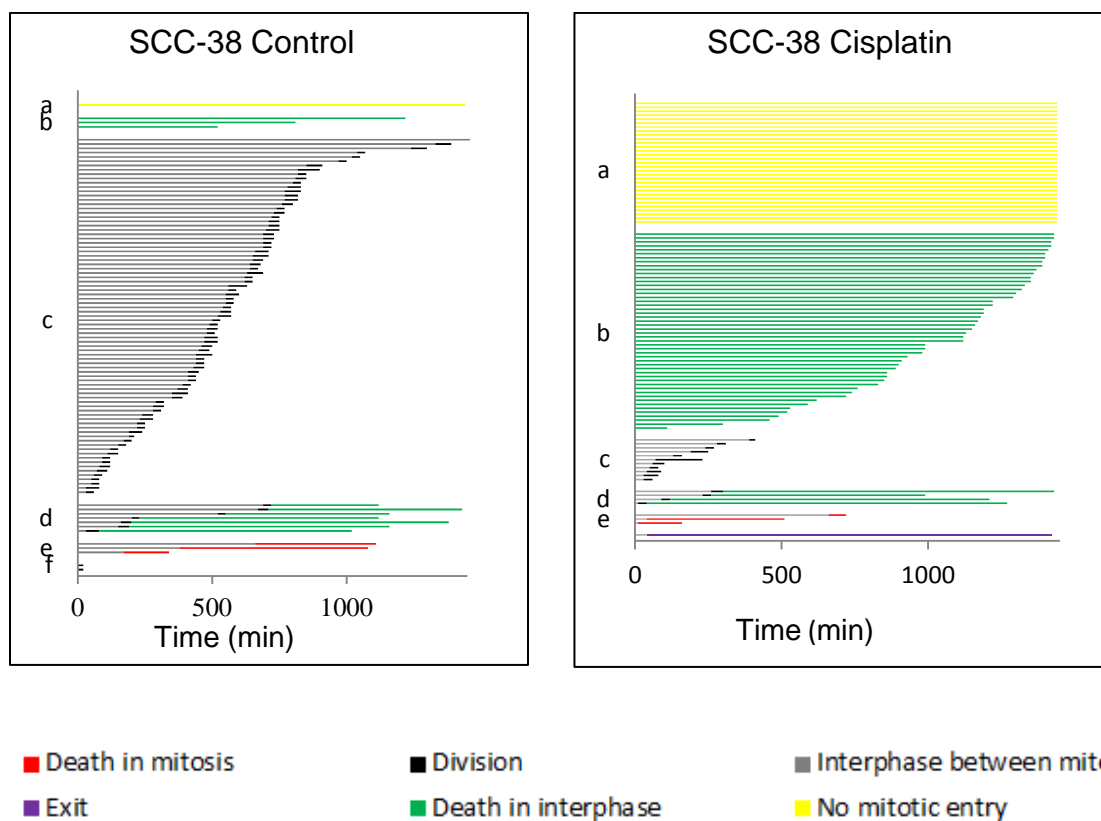 SCC-38 Control
a
b
c
d
e
f
0 500 1000
Time (min)
SCC-38 Cisplatin
a
b
c
d
e
0 500 1000
Time (min)
Death in mitosis
Division
Interphase between mito
Exit
Death in interphase
No mitotic entry